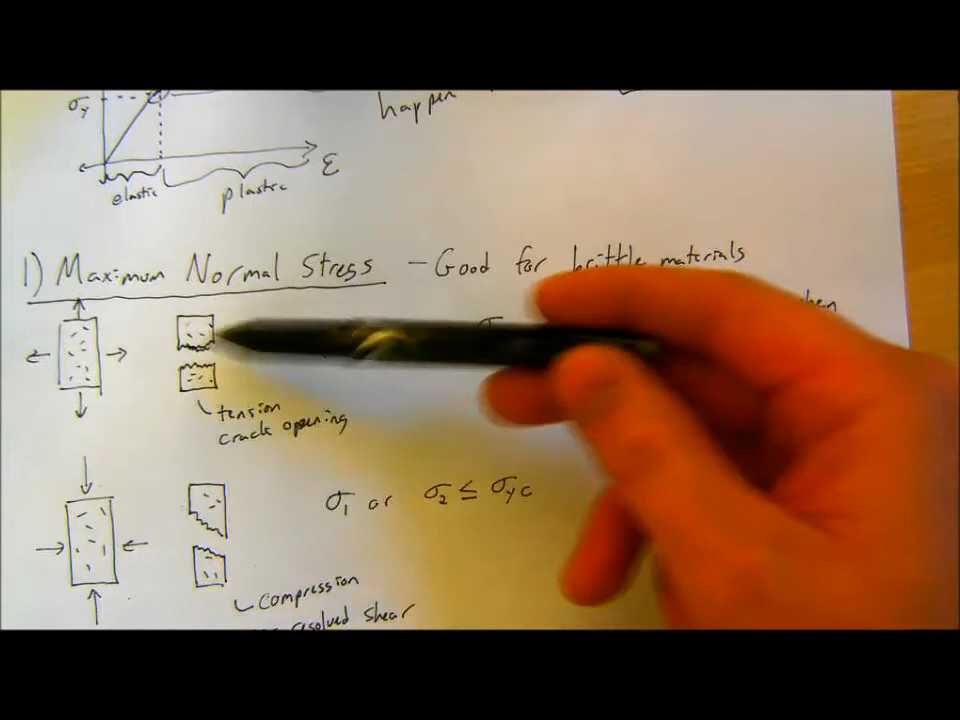 σy
happen
ε
elastic
plastic
1) Maximum Normal Stress - Good for brittle materials
tension
crack opening
σ1 or σ2 ≤ σyc
compression
resolved shear